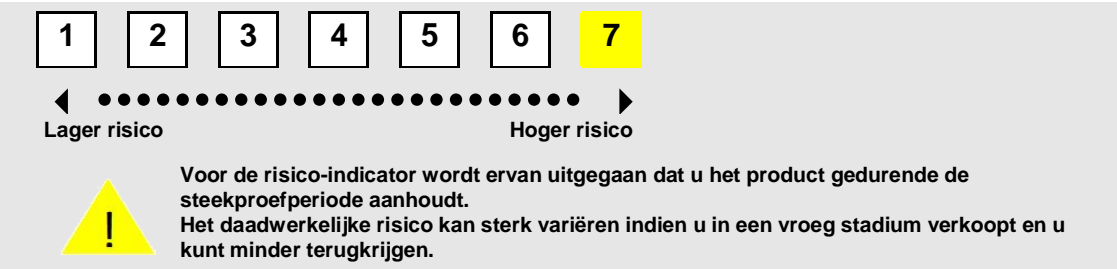 1 2 3 4 5 6 7
Lager risico Hoger risico
!
Voor de risico-indicator wordt ervan uitgegaan dat u het product gedurende de
steekproefperiode aanhoudt.
Het daadwerkelijke risico kan sterk variëren indien u in een vroeg stadium verkoopt en u
kunt minder terugkrijgen.